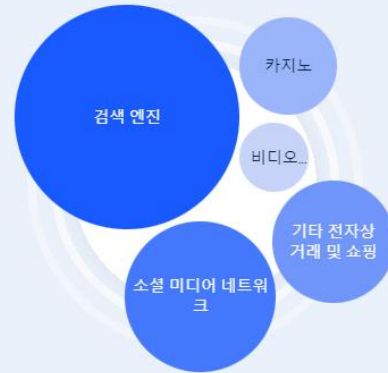 카지노
검색 엔진
비디오...
기타 전자상
거래 및 쇼핑
소셜 미디어 네트워
크